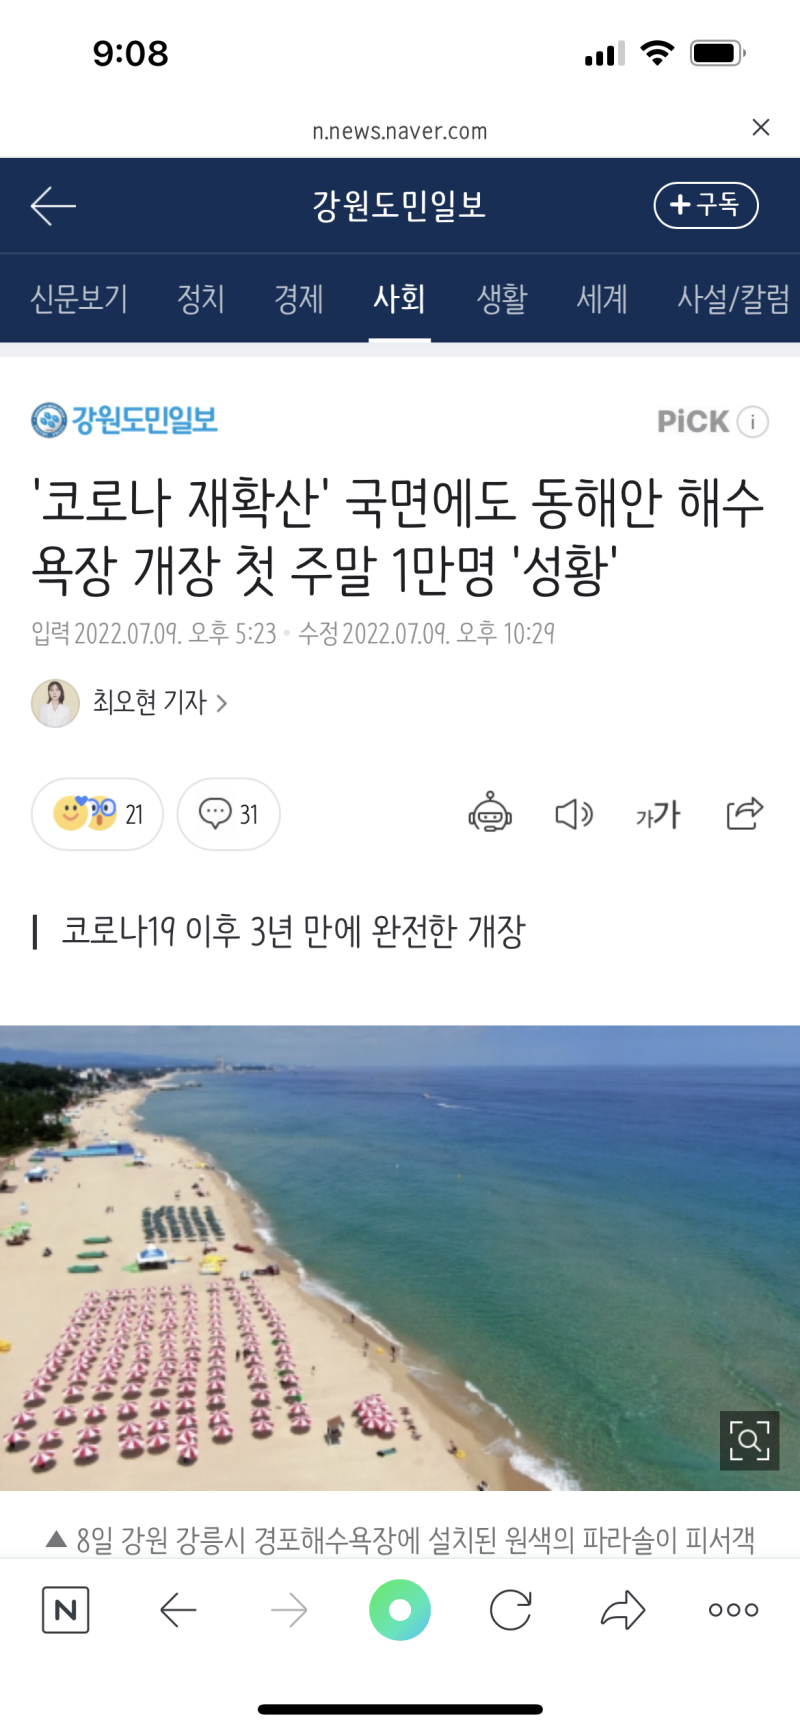 9:08
n.news.naver.com
강원도민일보
+구독
신문보기 정치 경제 사회 생활 세계 사설/칼럼
강원도민일보
PiCK i
'코로나 재확산' 국면에도 동해안 해수
욕장 개장 첫 주말 1만명 '성황'
입력 2022.07.09. 오후 5:23 · 수정 2022.07.09. 오후 10:29
최오현 기자 >
21 31 가가
코로나19 이후 3년 만에 완전한 개장
▲ 8일 강원 강릉시 경포해수욕장에 설치된 원색의 파라솔이 피서객
N